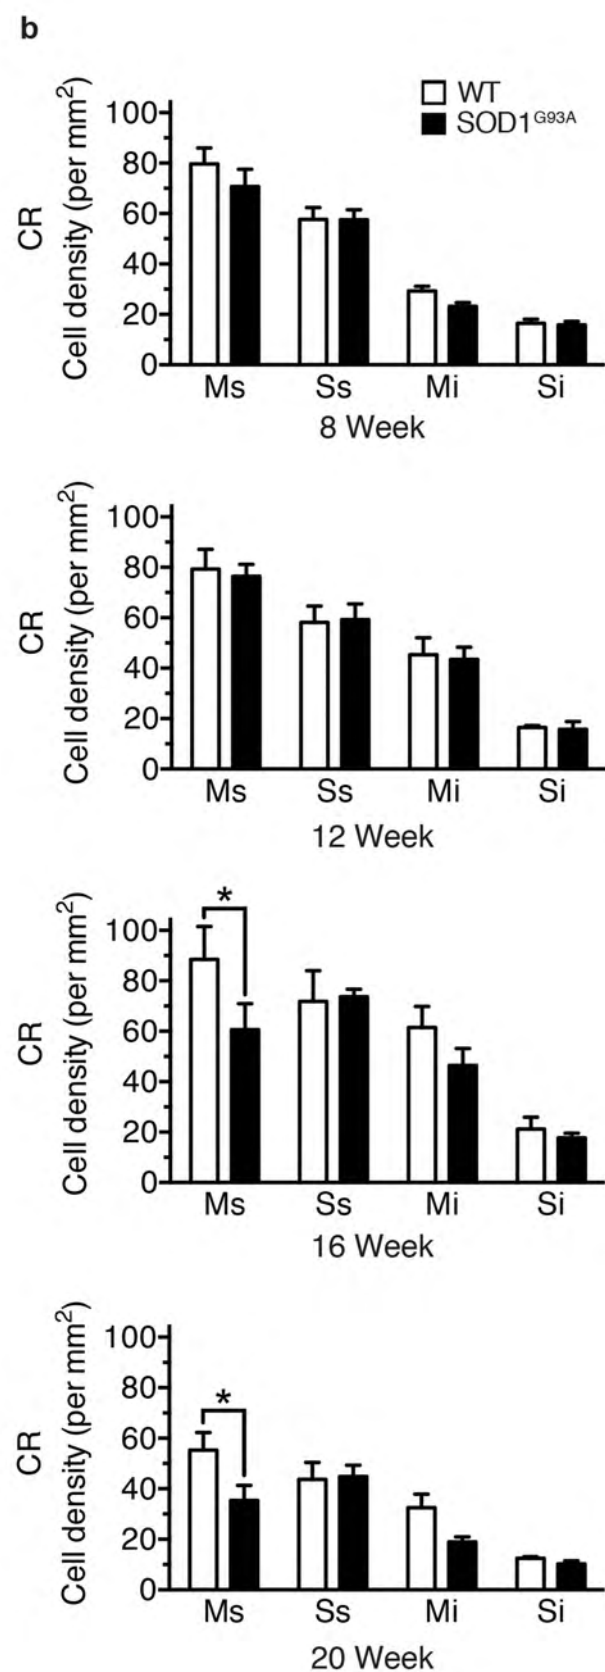 b
WT
SOD1G93A
CR
Cell density (per mm2)
100
80
60
40
20
0
Ms Ss Mi Si
8 Week
CR
Cell density (per mm2)
100
80
60
40
20
0
Ms Ss Mi Si
12 Week
CR
Cell density (per mm2)
100
80
60
40
20
0
*
Ms Ss Mi Si
16 Week
CR
Cell density (per mm2)
100
80
60
40
20
0
*
Ms Ss Mi Si
20 Week